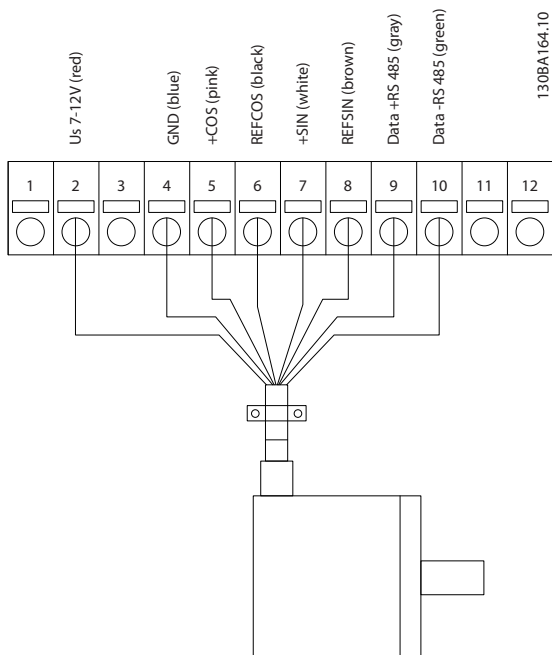 Us 7-12V (red)
GND (blue)
+COS (pink)
REFCOS (black)
+SIN (white)
REFSIN (brown)
Data +RS 485 (gray)
Data -RS 485 (green)
130BA164.10
1 2 3 4 5 6 7 8 9 10 11 12